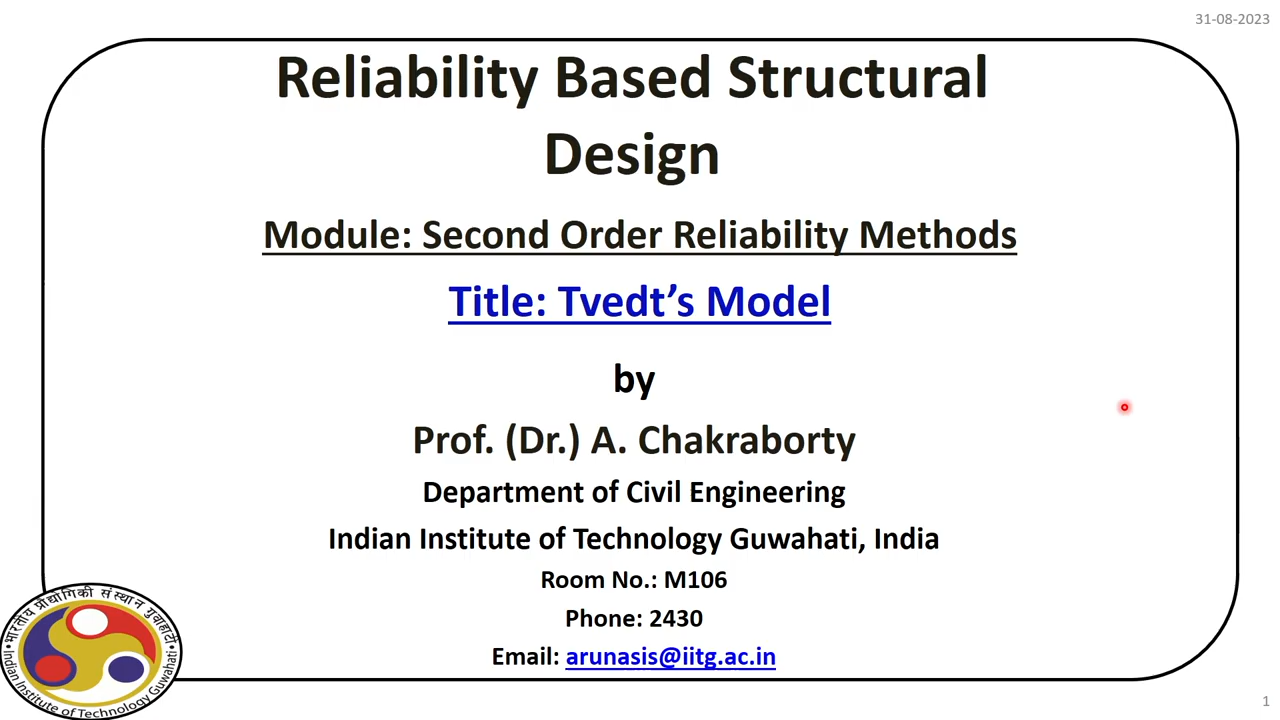 31-08-2023
Reliability Based Structural
Design
Module: Second Order Reliability Methods
Title: Tvedt’s Model
by
Prof. (Dr.) A. Chakraborty
Department of Civil Engineering
Indian Institute of Technology Guwahati, India
Room No.: M106
Phone: 2430
Email: arunasis@iitg.ac.in
भारतीय प्रौद्योगिकी संस्थान गुवाहाटी
Indian Institute of Technology Guwahati
1